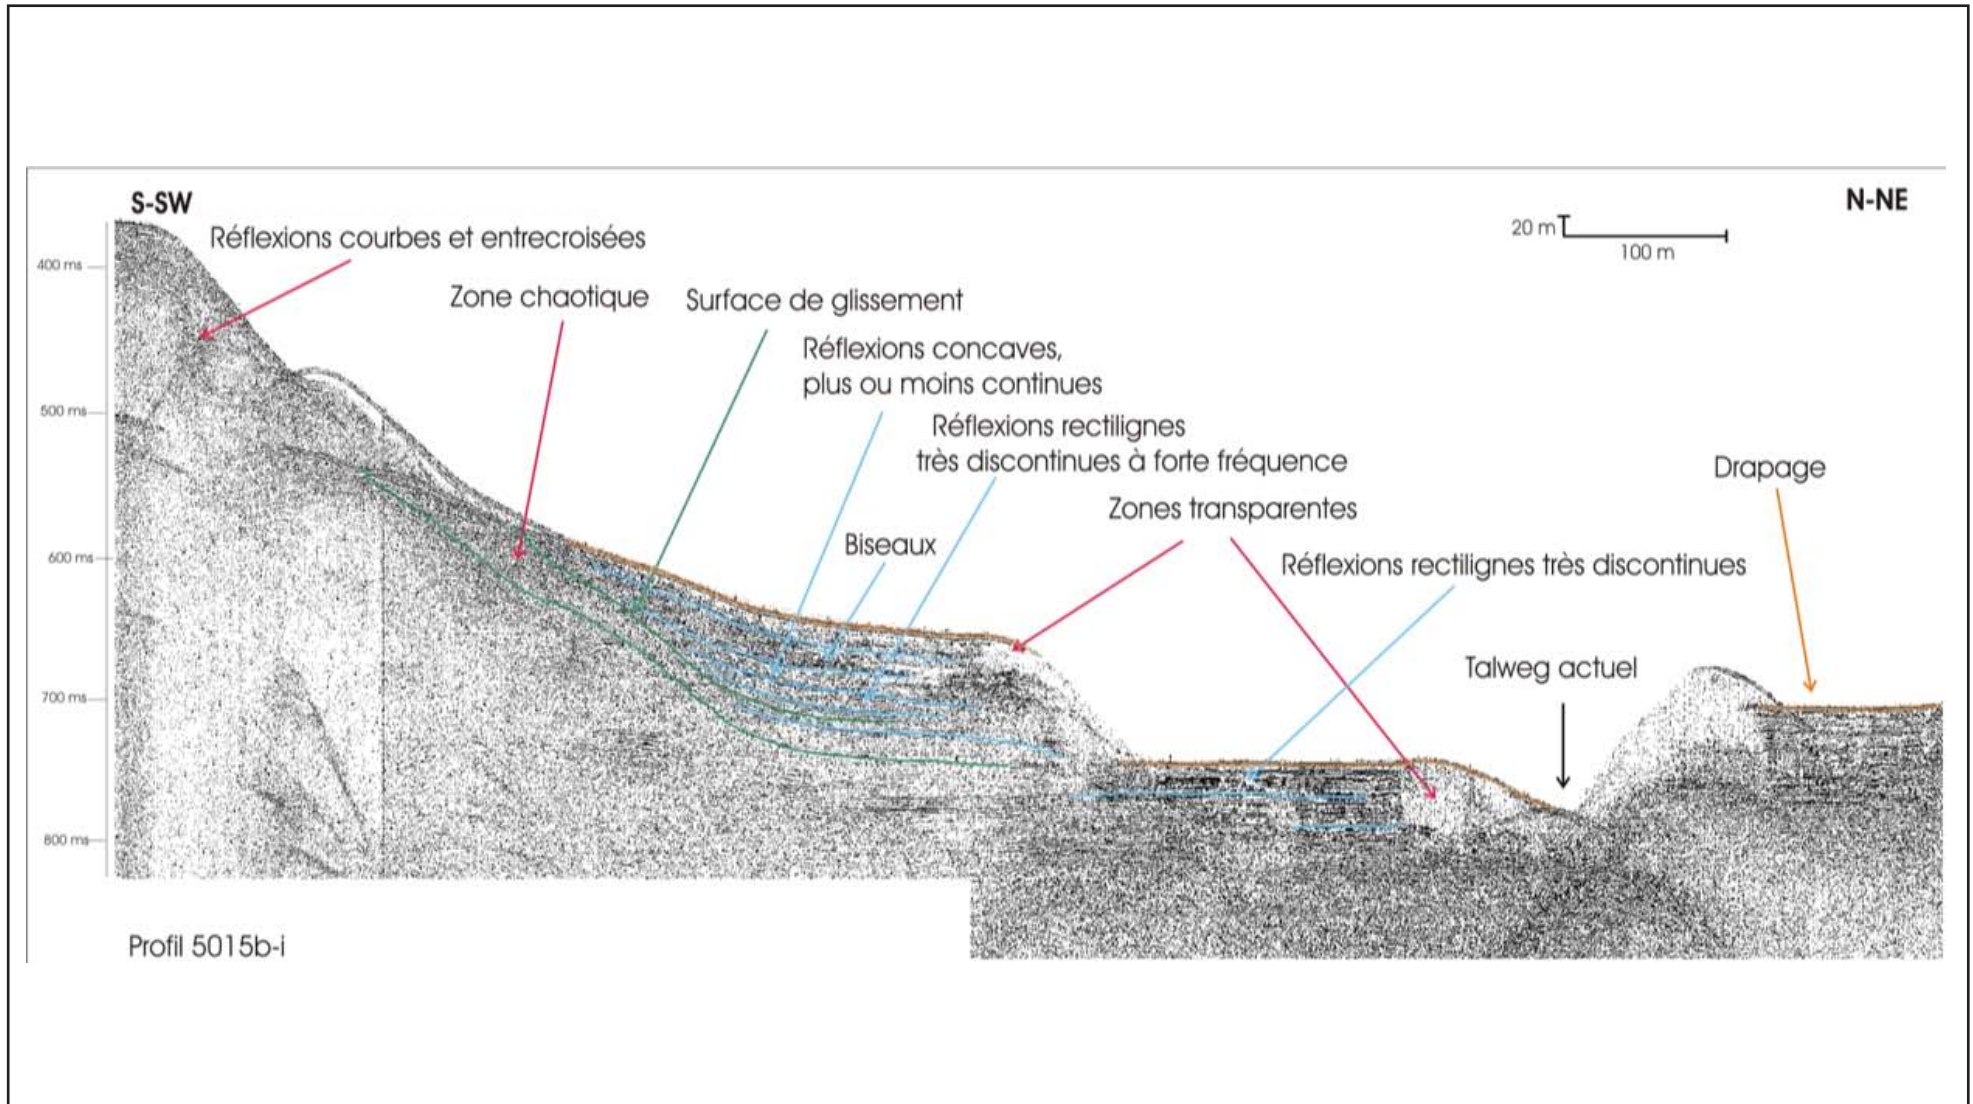 S-SW
N-NE
Réflexions courbes et entrecroisées
20 m
100 m
400 ms
Zone chaotique
Surface de glissement
Réflexions concaves,
plus ou moins continues
500 ms
Réflexions rectilignes
très discontinues à forte fréquence
Drapage
Zones transparentes
Biseaux
600 ms
Réflexions rectilignes très discontinues
Talweg actuel
700 ms
800 ms
Profil 5015b-i